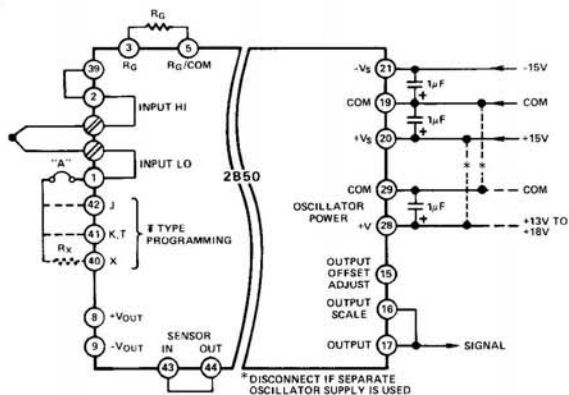 RG
3
5
RG
RG/COM
39
2
INPUT HI
"A"
INPUT LO
1
42
J
41
K,T
TYPE
PROGRAMMING
RX
40
X
8
+VOUT
9
-VOUT
SENSOR
IN
OUT
43
44
2B50
-VS
21
-15V
1μF
+
COM
19
COM
1μF
+
+VS
20
+15V
*
*
COM
29
COM
OSCILLATOR
POWER
1μF
+
+V
28
+13V TO
+18V
OUTPUT
OFFSET
ADJUST
15
OUTPUT
SCALE
16
OUTPUT
17
SIGNAL
*DISCONNECT IF SEPARATE
OSCILLATOR SUPPLY IS USED